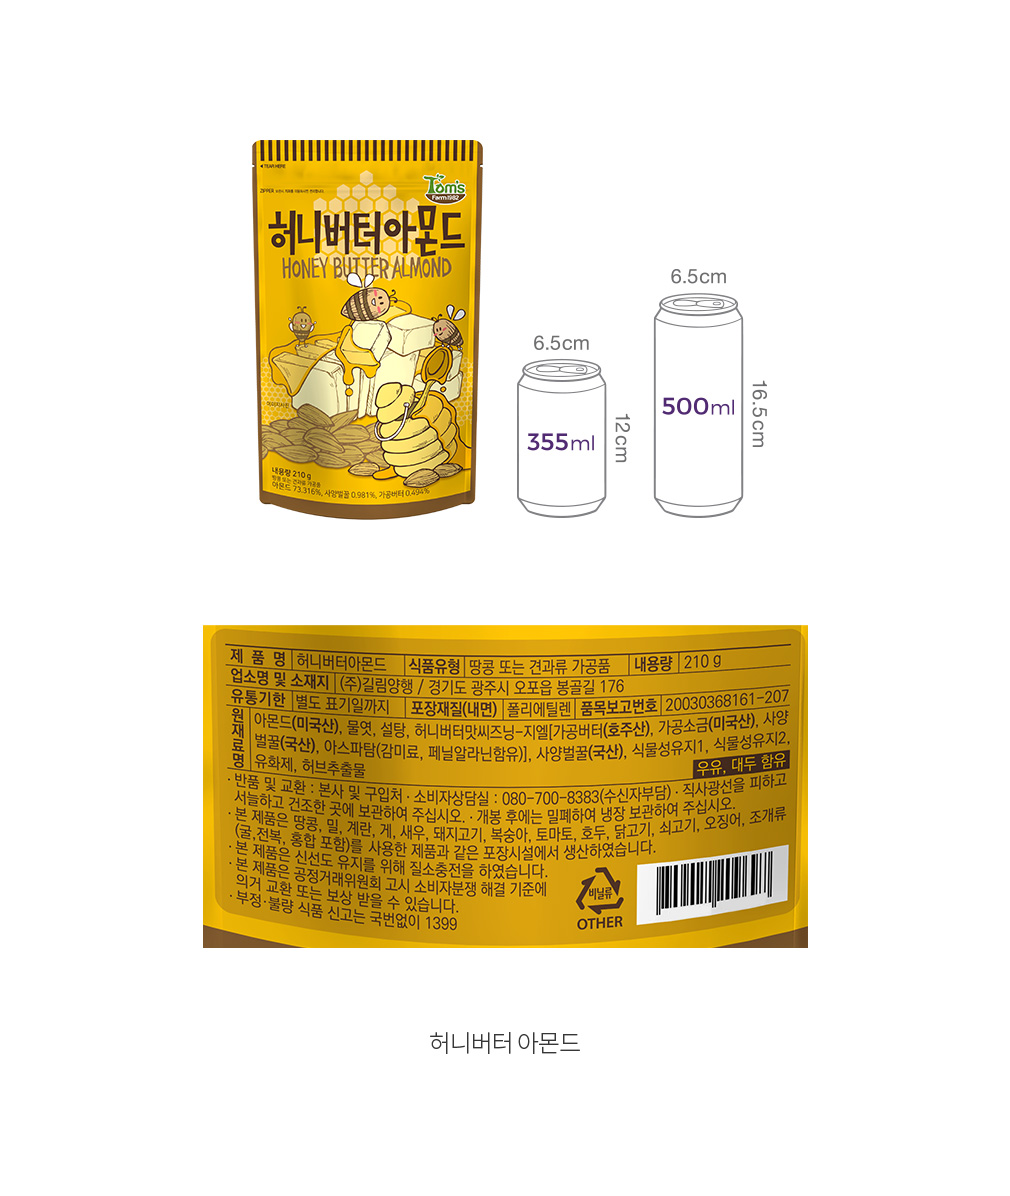 ◀ TEAR HERE
Tom's
Farm1982
허니버터아몬드
HONEY BUTTER ALMOND
이미지사진
내용량 210 g
땅콩 또는 견과류 가공품
아몬드 73.316%, 사양벌꿀 0.981%, 가공버터 0.494%
6.5cm
355ml
12cm
6.5cm
500ml
16.5cm
제 품 명 허니버터아몬드 식품유형 땅콩 또는 견과류 가공품 내용량 210 g
업소명 및 소재지 (주)길림양행 / 경기도 광주시 오포읍 봉골길 176
유통기한 별도 표기일까지 포장재질(내면) 폴리에틸렌 품목보고번호 20030368161-207
원재료명 아몬드(미국산), 물엿, 설탕, 허니버터맛씨즈닝-지엘[가공버터(호주산), 가공소금(미국산), 사양
벌꿀(국산), 아스파탐(감미료, 페닐알라닌함유)], 사양벌꿀(국산), 식물성유지1, 식물성유지2,
유화제, 허브추출물 우유, 대두 함유
· 반품 및 교환 : 본사 및 구입처 · 소비자상담실 : 080-700-8383(수신자부담) · 직사광선을 피하고
서늘하고 건조한 곳에 보관하여 주십시오. · 개봉 후에는 밀폐하여 냉장 보관하여 주십시오.
· 본 제품은 땅콩, 밀, 계란, 게, 새우, 돼지고기, 복숭아, 토마토, 호두, 닭고기, 쇠고기, 오징어, 조개류
(굴,전복, 홍합 포함)를 사용한 제품과 같은 포장시설에서 생산하였습니다.
· 본 제품은 신선도 유지를 위해 질소충전을 하였습니다.
· 본 제품은 공정거래위원회 고시 소비자분쟁 해결 기준에
의거 교환 또는 보상 받을 수 있습니다.
· 부정·불량 식품 신고는 국번없이 1399
비닐류
OTHER
허니버터 아몬드